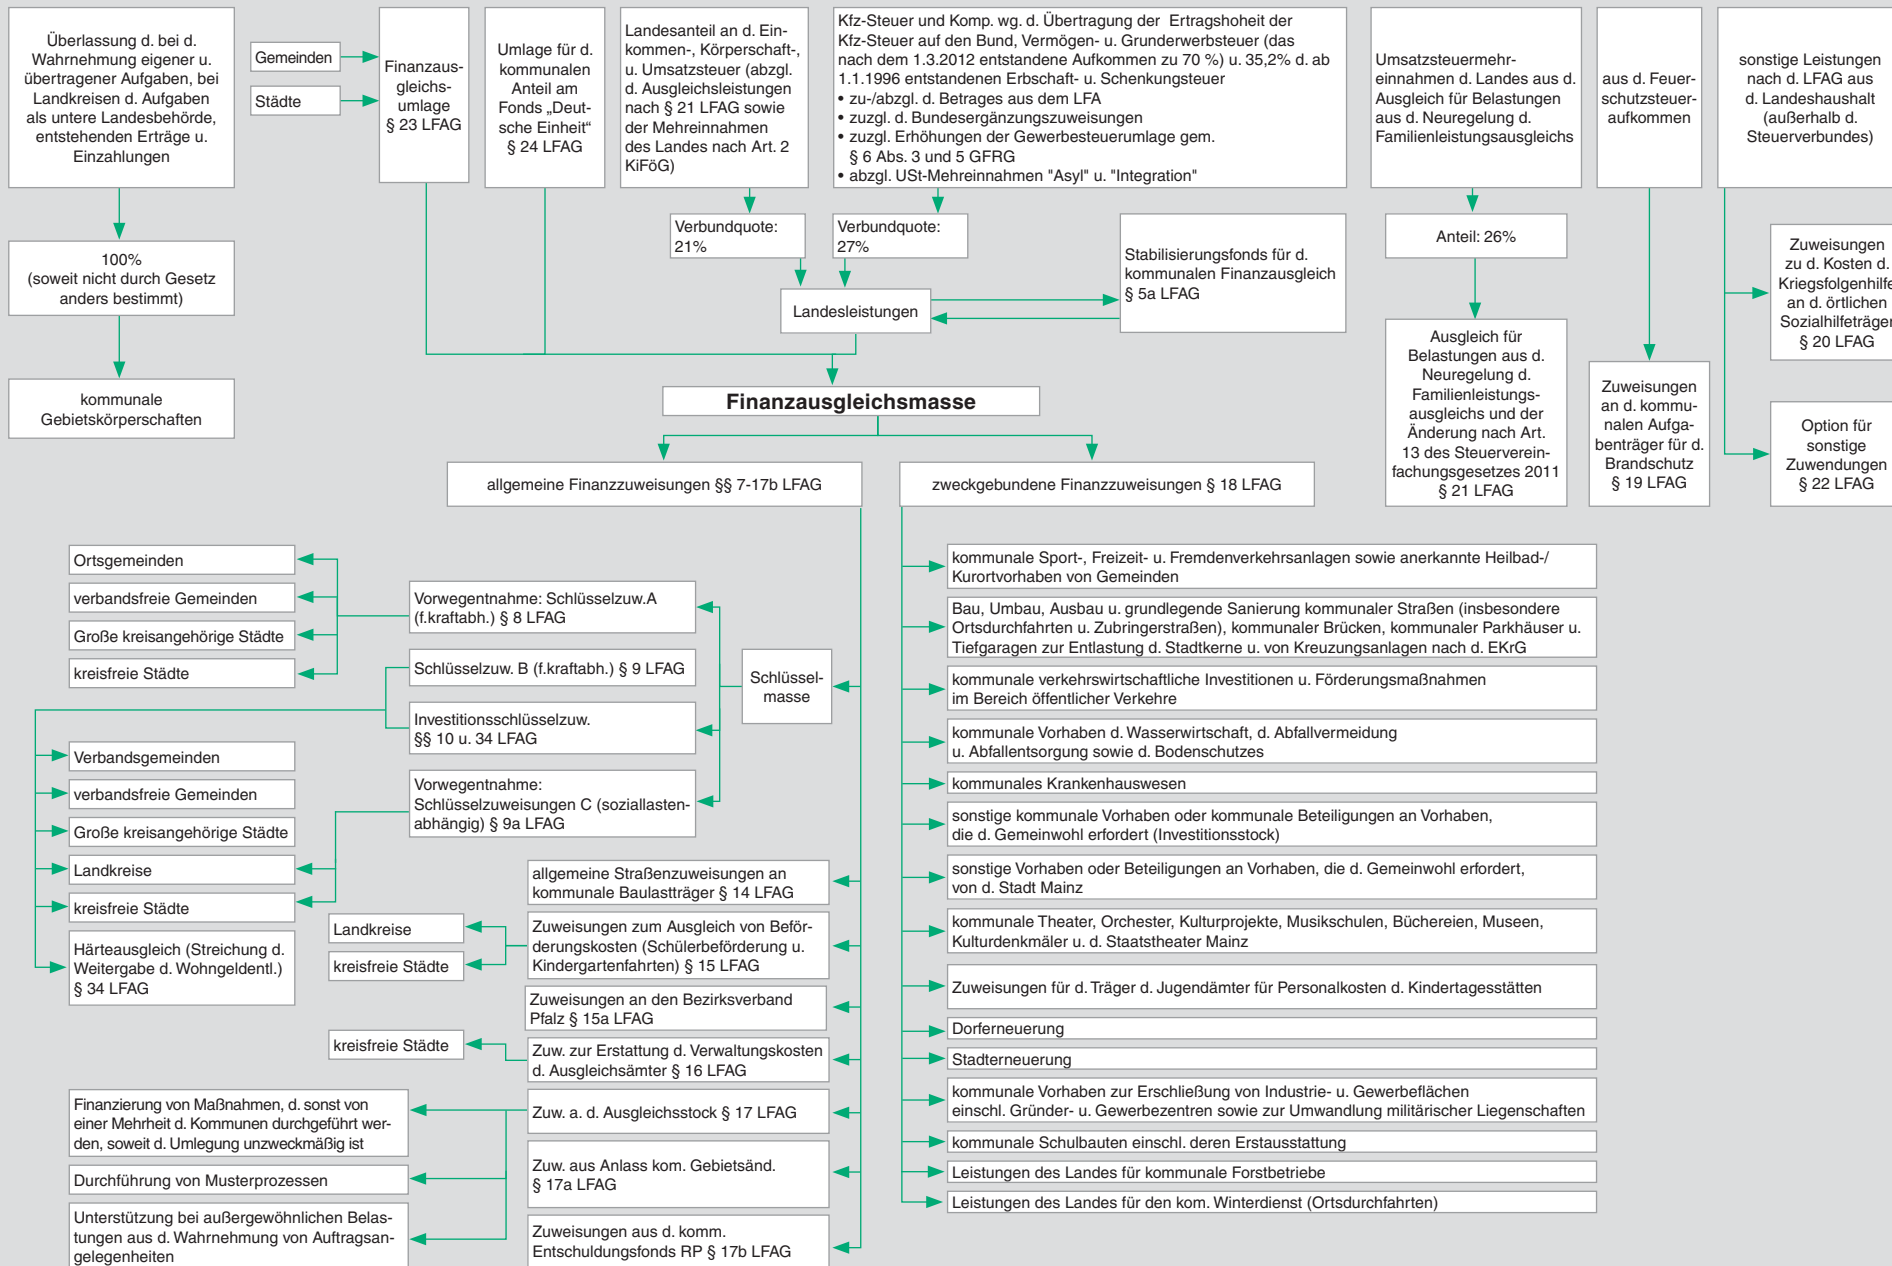 Überlassung d. bei d.
Wahrnehmung eigener u.
übertragener Aufgaben, bei
Landkreisen d. Aufgaben
als untere Landesbehörde,
entstehenden Erträge u.
Einzahlungen
100%
(soweit nicht durch Gesetz
anders bestimmt)
kommunale
Gebietskörperschaften
Gemeinden
Städte
Finanzaus-
gleichs-
umlage
§ 23 LFAG
Umlage für d.
kommunalen
Anteil am
Fonds „Deut-
sche Einheit“
§ 24 LFAG
Landesanteil an d. Ein-
kommen-, Körperschaft-,
u. Umsatzsteuer (abzgl.
d. Ausgleichsleistungen
nach § 21 LFAG sowie
der Mehreinnahmen
des Landes nach Art. 2
KiFöG)
Kfz-Steuer und Komp. wg. d. Übertragung der Ertragshoheit der
Kfz-Steuer auf den Bund, Vermögen- u. Grunderwerbsteuer (das
nach dem 1.3.2012 entstandene Aufkommen zu 70 %) u. 35,2% d. ab
1.1.1996 entstandenen Erbschaft- u. Schenkungsteuer
• zu-/abzgl. d. Betrages aus dem LFA
• zuzgl. d. Bundesergänzungszuweisungen
• zuzgl. Erhöhungen der Gewerbesteuerumlage gem.
§ 6 Abs. 3 und 5 GFRG
• abzgl. USt-Mehreinnahmen "Asyl" u. "Integration"
Verbundquote:
21%
Verbundquote:
27%
Landesleistungen
Stabilisierungsfonds für d.
kommunalen Finanzausgleich
§ 5a LFAG
Umsatzsteuermehr-
einnahmen d. Landes aus d.
Ausgleich für Belastungen
aus d. Neuregelung d.
Familienleistungsausgleichs
Anteil: 26%
Ausgleich für
Belastungen aus d.
Neuregelung d.
Familienleistungs-
ausgleichs und der
Änderung nach Art.
13 des Steuerverein-
fachungsgesetzes 2011
§ 21 LFAG
aus d. Feuer-
schutzsteuer-
aufkommen
Zuweisungen
an d. kommu-
nalen Aufga-
benträger für d.
Brandschutz
§ 19 LFAG
sonstige Leistungen
nach d. LFAG aus
d. Landeshaushalt
(außerhalb d.
Steuerverbundes)
Zuweisungen
zu d. Kosten d.
Kriegsfolgenhilfe
an d. örtlichen
Sozialhilfeträger
§ 20 LFAG
Option für
sonstige
Zuwendungen
§ 22 LFAG
Finanzausgleichsmasse
allgemeine Finanzzuweisungen §§ 7-17b LFAG
zweckgebundene Finanzzuweisungen § 18 LFAG
Ortsgemeinden
verbandsfreie Gemeinden
Große kreisangehörige Städte
kreisfreie Städte
Vorwegentnahme: Schlüsselzuw.A
(f.kraftabh.) § 8 LFAG
Schlüsselzuw. B (f.kraftabh.) § 9 LFAG
Investitionsschlüsselzuw.
§§ 10 u. 34 LFAG
Vorwegentnahme:
Schlüsselzuweisungen C (soziallasten-
abhängig) § 9a LFAG
Schlüssel-
masse
Verbandsgemeinden
verbandsfreie Gemeinden
Große kreisangehörige Städte
Landkreise
kreisfreie Städte
Härteausgleich (Streichung d.
Weitergabe d. Wohngeldentl.)
§ 34 LFAG
allgemeine Straßenzuweisungen an
kommunale Baulastträger § 14 LFAG
Landkreise
kreisfreie Städte
Zuweisungen zum Ausgleich von Beför-
derungskosten (Schülerbeförderung u.
Kindergartenfahrten) § 15 LFAG
Zuweisungen an den Bezirksverband
Pfalz § 15a LFAG
kreisfreie Städte
Zuw. zur Erstattung d. Verwaltungskosten
d. Ausgleichsämter § 16 LFAG
Finanzierung von Maßnahmen, d. sonst von
einer Mehrheit d. Kommunen durchgeführt wer-
den, soweit d. Umlegung unzweckmäßig ist
Durchführung von Musterprozessen
Unterstützung bei außergewöhnlichen Belas-
tungen aus d. Wahrnehmung von Auftragsan-
gelegenheiten
Zuw. a. d. Ausgleichsstock § 17 LFAG
Zuw. aus Anlass kom. Gebietsänd.
§ 17a LFAG
Zuweisungen aus d. komm.
Entschuldungsfonds RP § 17b LFAG
kommunale Sport-, Freizeit- u. Fremdenverkehrsanlagen sowie anerkannte Heilbad-/
Kurortvorhaben von Gemeinden
Bau, Umbau, Ausbau u. grundlegende Sanierung kommunaler Straßen (insbesondere
Ortsdurchfahrten u. Zubringerstraßen), kommunaler Brücken, kommunaler Parkhäuser u.
Tiefgaragen zur Entlastung d. Stadtkerne u. von Kreuzungsanlagen nach d. EKrG
kommunale verkehrswirtschaftliche Investitionen u. Förderungsmaßnahmen
im Bereich öffentlicher Verkehre
kommunale Vorhaben d. Wasserwirtschaft, d. Abfallvermeidung
u. Abfallentsorgung sowie d. Bodenschutzes
kommunales Krankenhauswesen
sonstige kommunale Vorhaben oder kommunale Beteiligungen an Vorhaben,
die d. Gemeinwohl erfordert (Investitionsstock)
sonstige Vorhaben oder Beteiligungen an Vorhaben, die d. Gemeinwohl erfordert,
von d. Stadt Mainz
kommunale Theater, Orchester, Kulturprojekte, Musikschulen, Büchereien, Museen,
Kulturdenkmäler u. d. Staatstheater Mainz
Zuweisungen für d. Träger d. Jugendämter für Personalkosten d. Kindertagesstätten
Dorferneuerung
Stadterneuerung
kommunale Vorhaben zur Erschließung von Industrie- u. Gewerbeflächen
einschl. Gründer- u. Gewerbezentren sowie zur Umwandlung militärischer Liegenschaften
kommunale Schulbauten einschl. deren Erstausstattung
Leistungen des Landes für kommunale Forstbetriebe
Leistungen des Landes für den kom. Winterdienst (Ortsdurchfahrten)